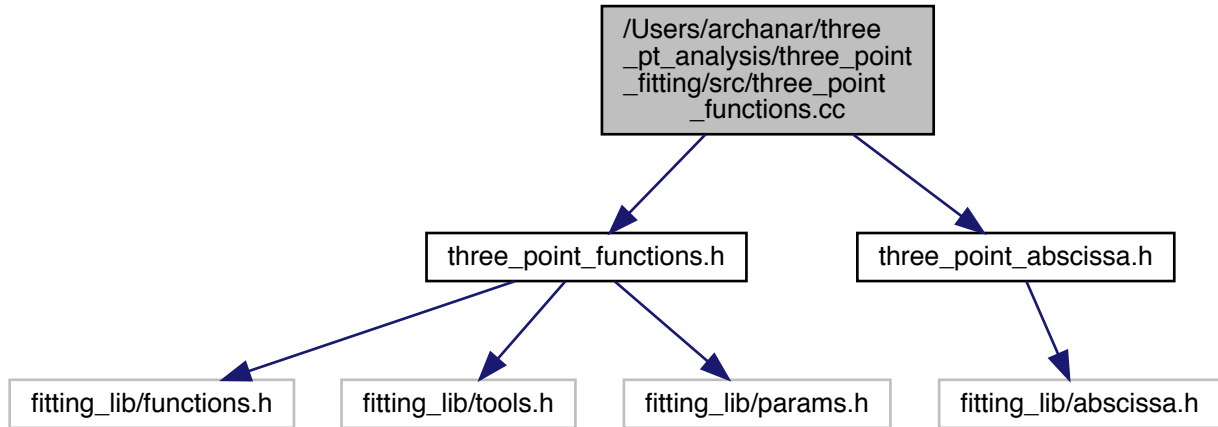 /Users/archanar/three
_pt_analysis/three_point
_fitting/src/three_point
_functions.cc
three_point_functions.h
three_point_abscissa.h
fitting_lib/functions.h
fitting_lib/tools.h
fitting_lib/params.h
fitting_lib/abscissa.h